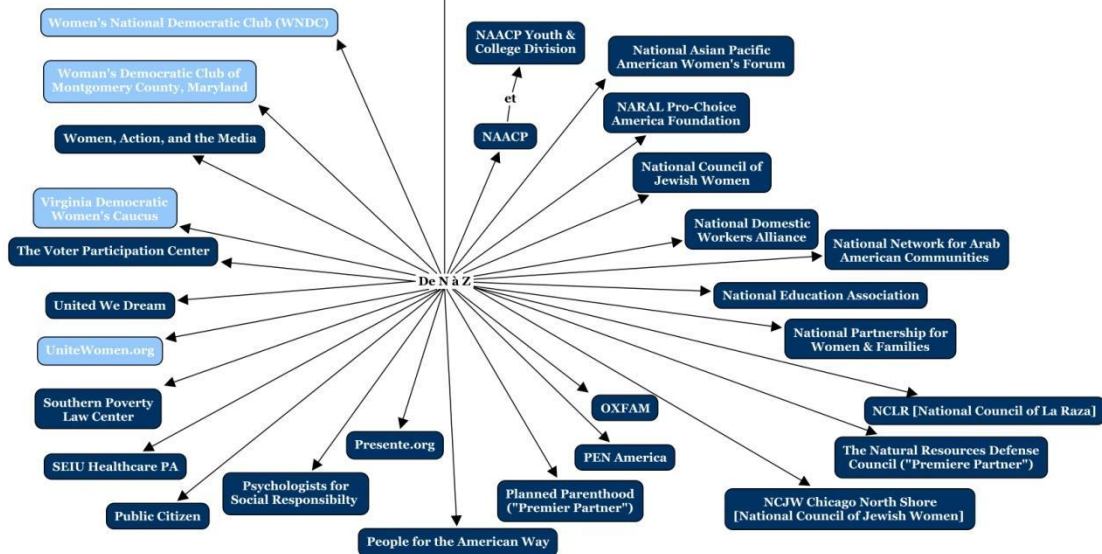 Women's National Democratic Club (WNDC)
NAACP Youth &
College Division
National Asian Pacific
American Women's Forum
Woman's Democratic Club of
Montgomery County, Maryland
et
NARAL Pro-Choice
America Foundation
Women, Action, and the Media
NAACP
National Council of
Jewish Women
Virginia Democratic
Women's Caucus
National Domestic
Workers Alliance
The Voter Participation Center
National Network for Arab
American Communities
De N à Z
United We Dream
National Education Association
UniteWomen.org
National Partnership for
Women & Families
Southern Poverty
Law Center
OXFAM
NCLR [National Council of La Raza]
Presente.org
SEIU Healthcare PA
PEN America
The Natural Resources Defense
Council ("Premiere Partner")
Psychologists for
Social Responsibilty
Planned Parenthood
("Premier Partner")
NCJW Chicago North Shore
[National Council of Jewish Women]
Public Citizen
People for the American Way